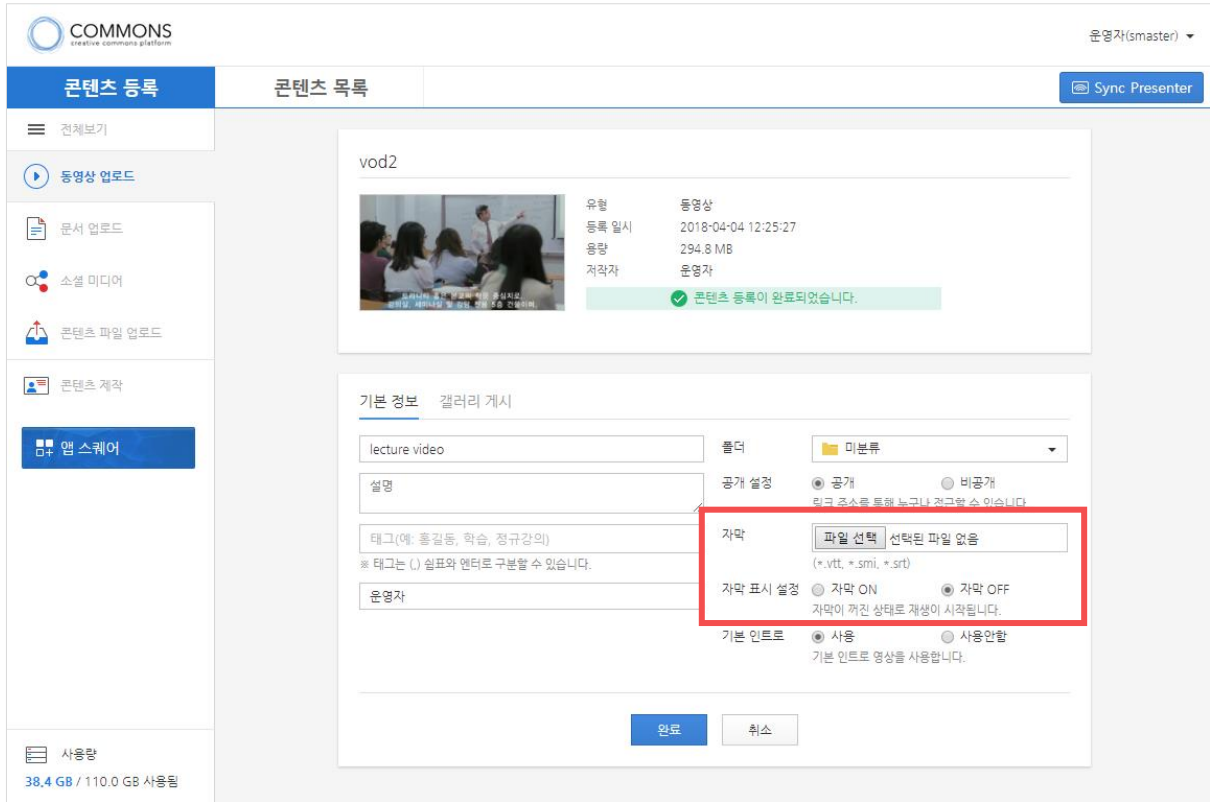 COMMONS
creative commons platform
운영자(smaster)
콘텐츠 등록
콘텐츠 목록
Sync Presenter
전체보기
동영상 업로드
문서 업로드
소셜 미디어
콘텐츠 파일 업로드
콘텐츠 제작
앱 스퀘어
사용량
38.4 GB / 110.0 GB 사용됨
vod2
유형 동영상
등록 일시 2018-04-04 12:25:27
용량 294.8 MB
저작자 운영자
콘텐츠 등록이 완료되었습니다.
기본 정보 갤러리 게시
lecture video
설명
태그(예: 홍길동, 학습, 정규강의)
※ 태그는 (,) 쉼표와 엔터로 구분할 수 있습니다.
운영자
폴더 미분류
공개 설정 공개 비공개
링크 주소를 통해 누구나 접근할 수 있습니다
자막 파일 선택 선택된 파일 없음
(*.vtt, *.smi, *.srt)
자막 표시 설정 자막 ON 자막 OFF
자막이 꺼진 상태로 재생이 시작됩니다.
기본 인트로 사용 사용안함
기본 인트로 영상을 사용합니다.
완료 취소